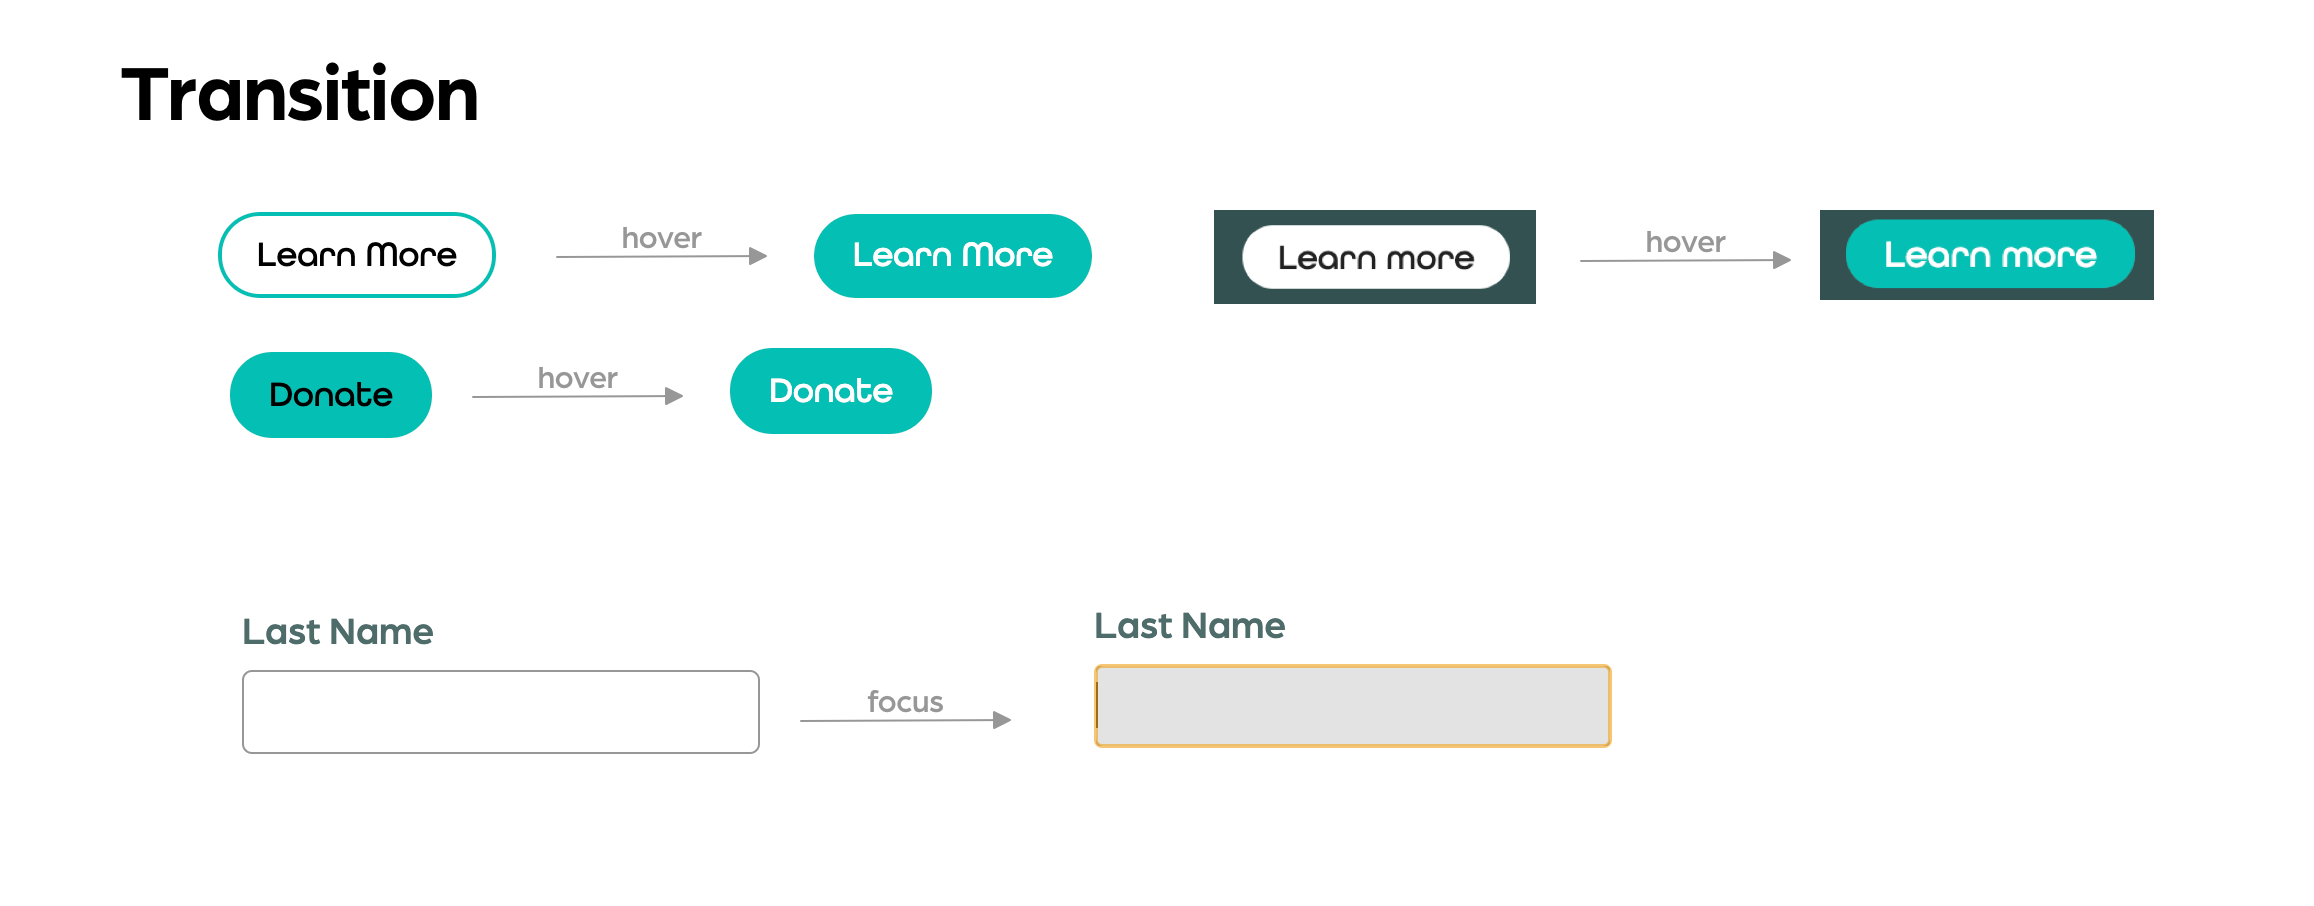 Transition
Learn More
hover
Learn More
Learn more
hover
Learn more
Donate
hover
Donate
Last Name
focus
Last Name